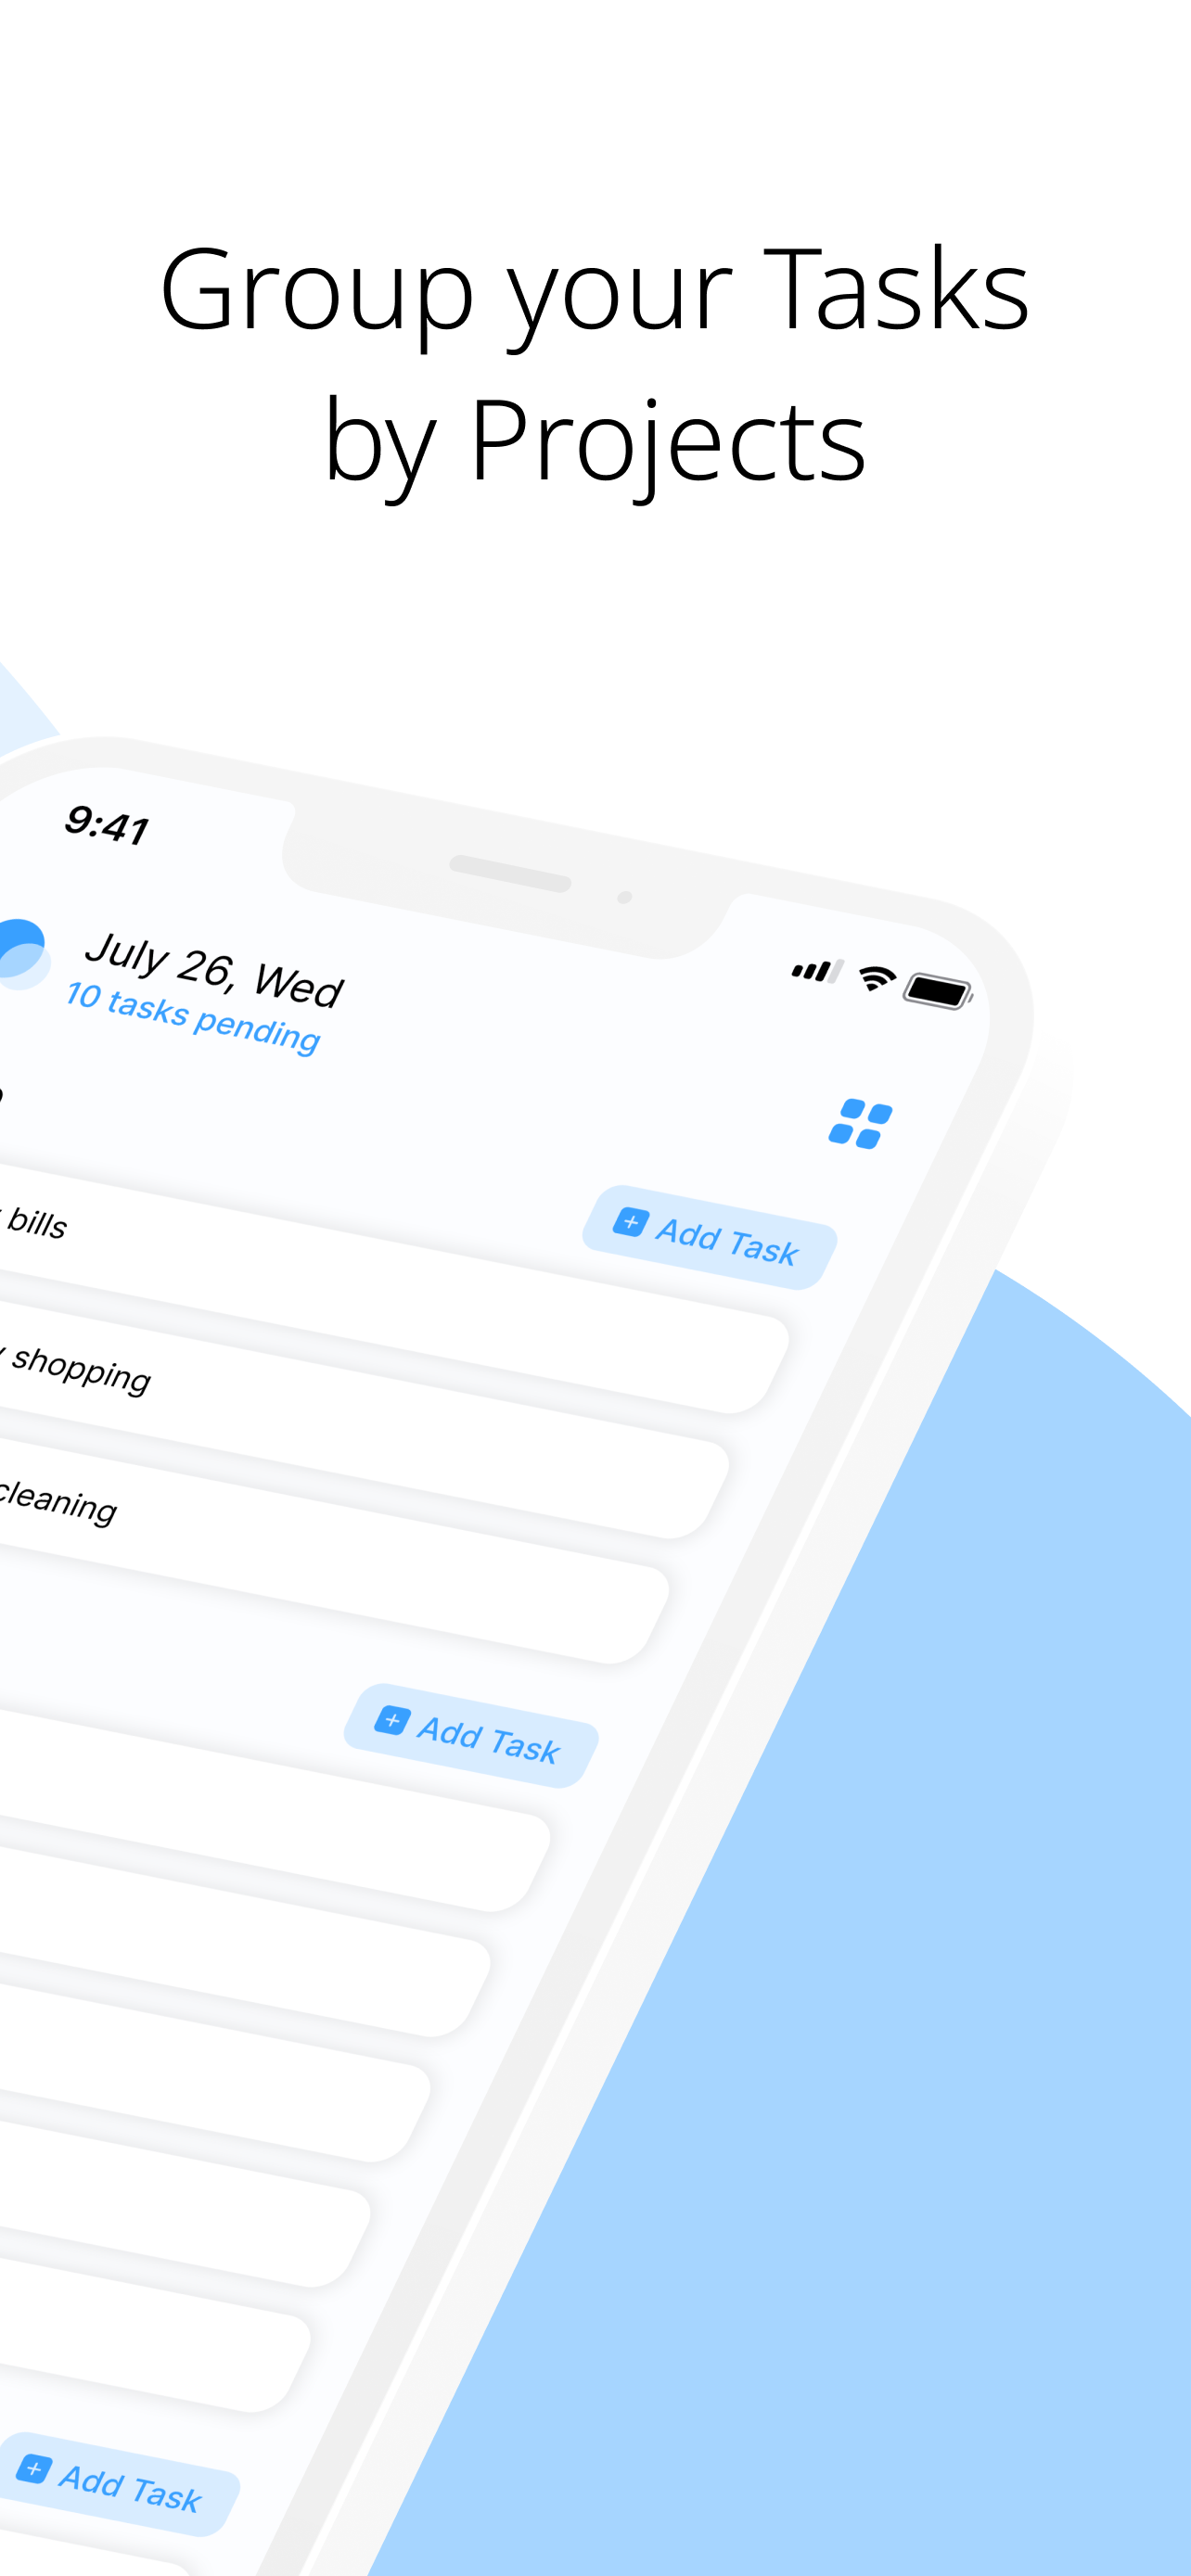 Group your Tasks
by Projects
9:41
July 26, Wed
10 tasks pending
Add Task
bills
shopping
cleaning
Add Task
Add Task